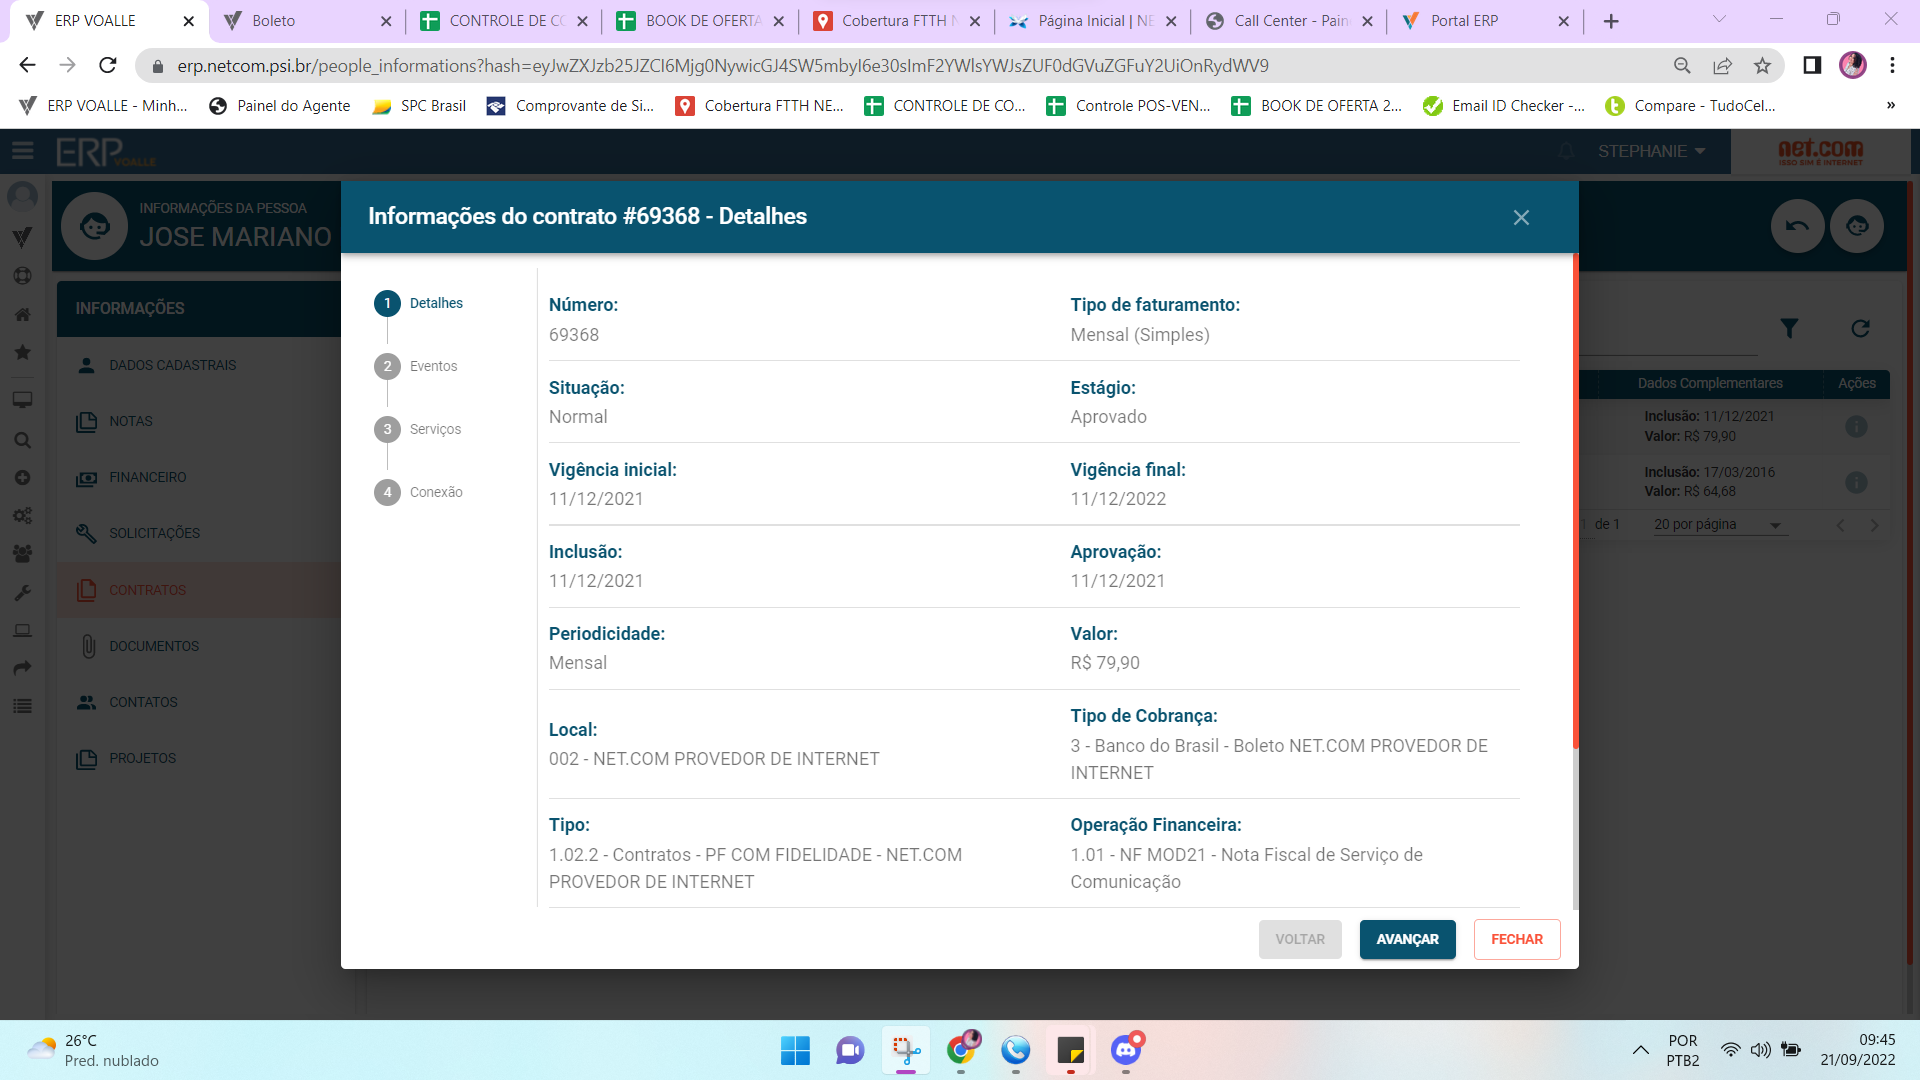 ERP VOALLE
Boleto
CONTROLE DE CO
BOOK DE OFERTA
Cobertura FTTH N
Página Inicial | NE
Call Center - Pain
Portal ERP
erp.netcom.psi.br/people_informations?hash=eyJwZXJzb25JZCI6Mjg0NywicGJ4SW5mbyI6e30sImF2YWlsYWJsZUF0dGVuZGFuY2UiOnRydWV9
ERP VOALLE - Minh...
Painel do Agente
SPC Brasil
Comprovante de Si...
Cobertura FTTH NE...
CONTROLE DE CO...
Controle POS-VEN...
BOOK DE OFERTA 2...
Email ID Checker -...
Compare - TudoCel...
»
ERP VOALLE
STEPHANIE
net.com
ISSO SIM É INTERNET
INFORMAÇÕES DA PESSOA
JOSE MARIANO
INFORMAÇÕES
DADOS CADASTRAIS
NOTAS
FINANCEIRO
SOLICITAÇÕES
CONTRATOS
DOCUMENTOS
CONTATOS
PROJETOS
Informações do contrato #69368 - Detalhes
1 Detalhes
2 Eventos
3 Serviços
4 Conexão
Número:
69368
Tipo de faturamento:
Mensal (Simples)
Situação:
Normal
Estágio:
Aprovado
Vigência inicial:
11/12/2021
Vigência final:
11/12/2022
Inclusão:
11/12/2021
Aprovação:
11/12/2021
Periodicidade:
Mensal
Valor:
R$ 79,90
Local:
002 - NET.COM PROVEDOR DE INTERNET
Tipo de Cobrança:
3 - Banco do Brasil - Boleto NET.COM PROVEDOR DE
INTERNET
Tipo:
1.02.2 - Contratos - PF COM FIDELIDADE - NET.COM
PROVEDOR DE INTERNET
Operação Financeira:
1.01 - NF MOD21 - Nota Fiscal de Serviço de
Comunicação
VOLTAR
AVANÇAR
FECHAR
Dados Complementares
Ações
Inclusão: 11/12/2021
Valor: R$ 79,90
Inclusão: 17/03/2016
Valor: R$ 64,68
1 de 1
20 por página
26°C
Pred. nublado
POR
PTB2
09:45
21/09/2022